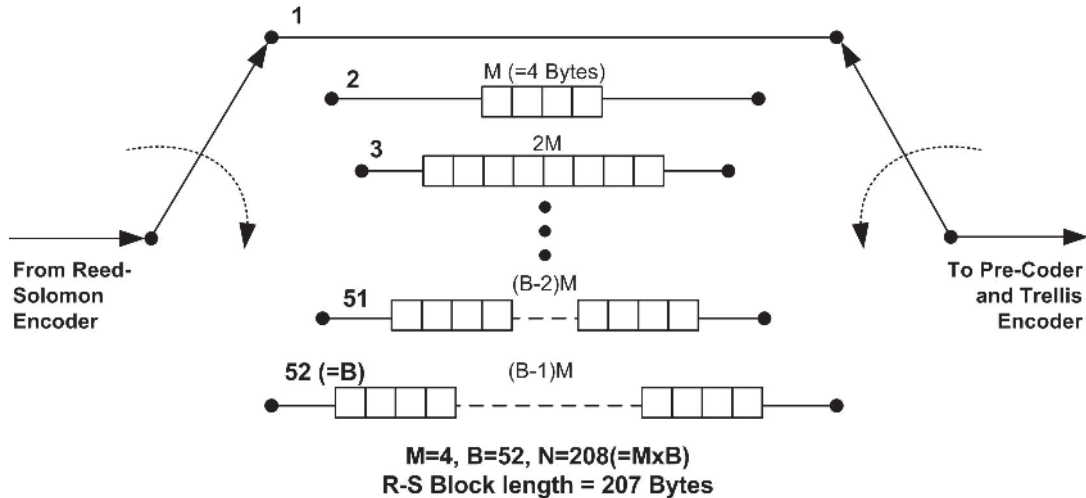 1
2
M (=4 Bytes)
3
2M
From Reed-
Solomon
Encoder
To Pre-Coder
and Trellis
Encoder
(B-2)M
51
52 (=B)
(B-1)M
M=4, B=52, N=208(=MxB)
R-S Block length = 207 Bytes